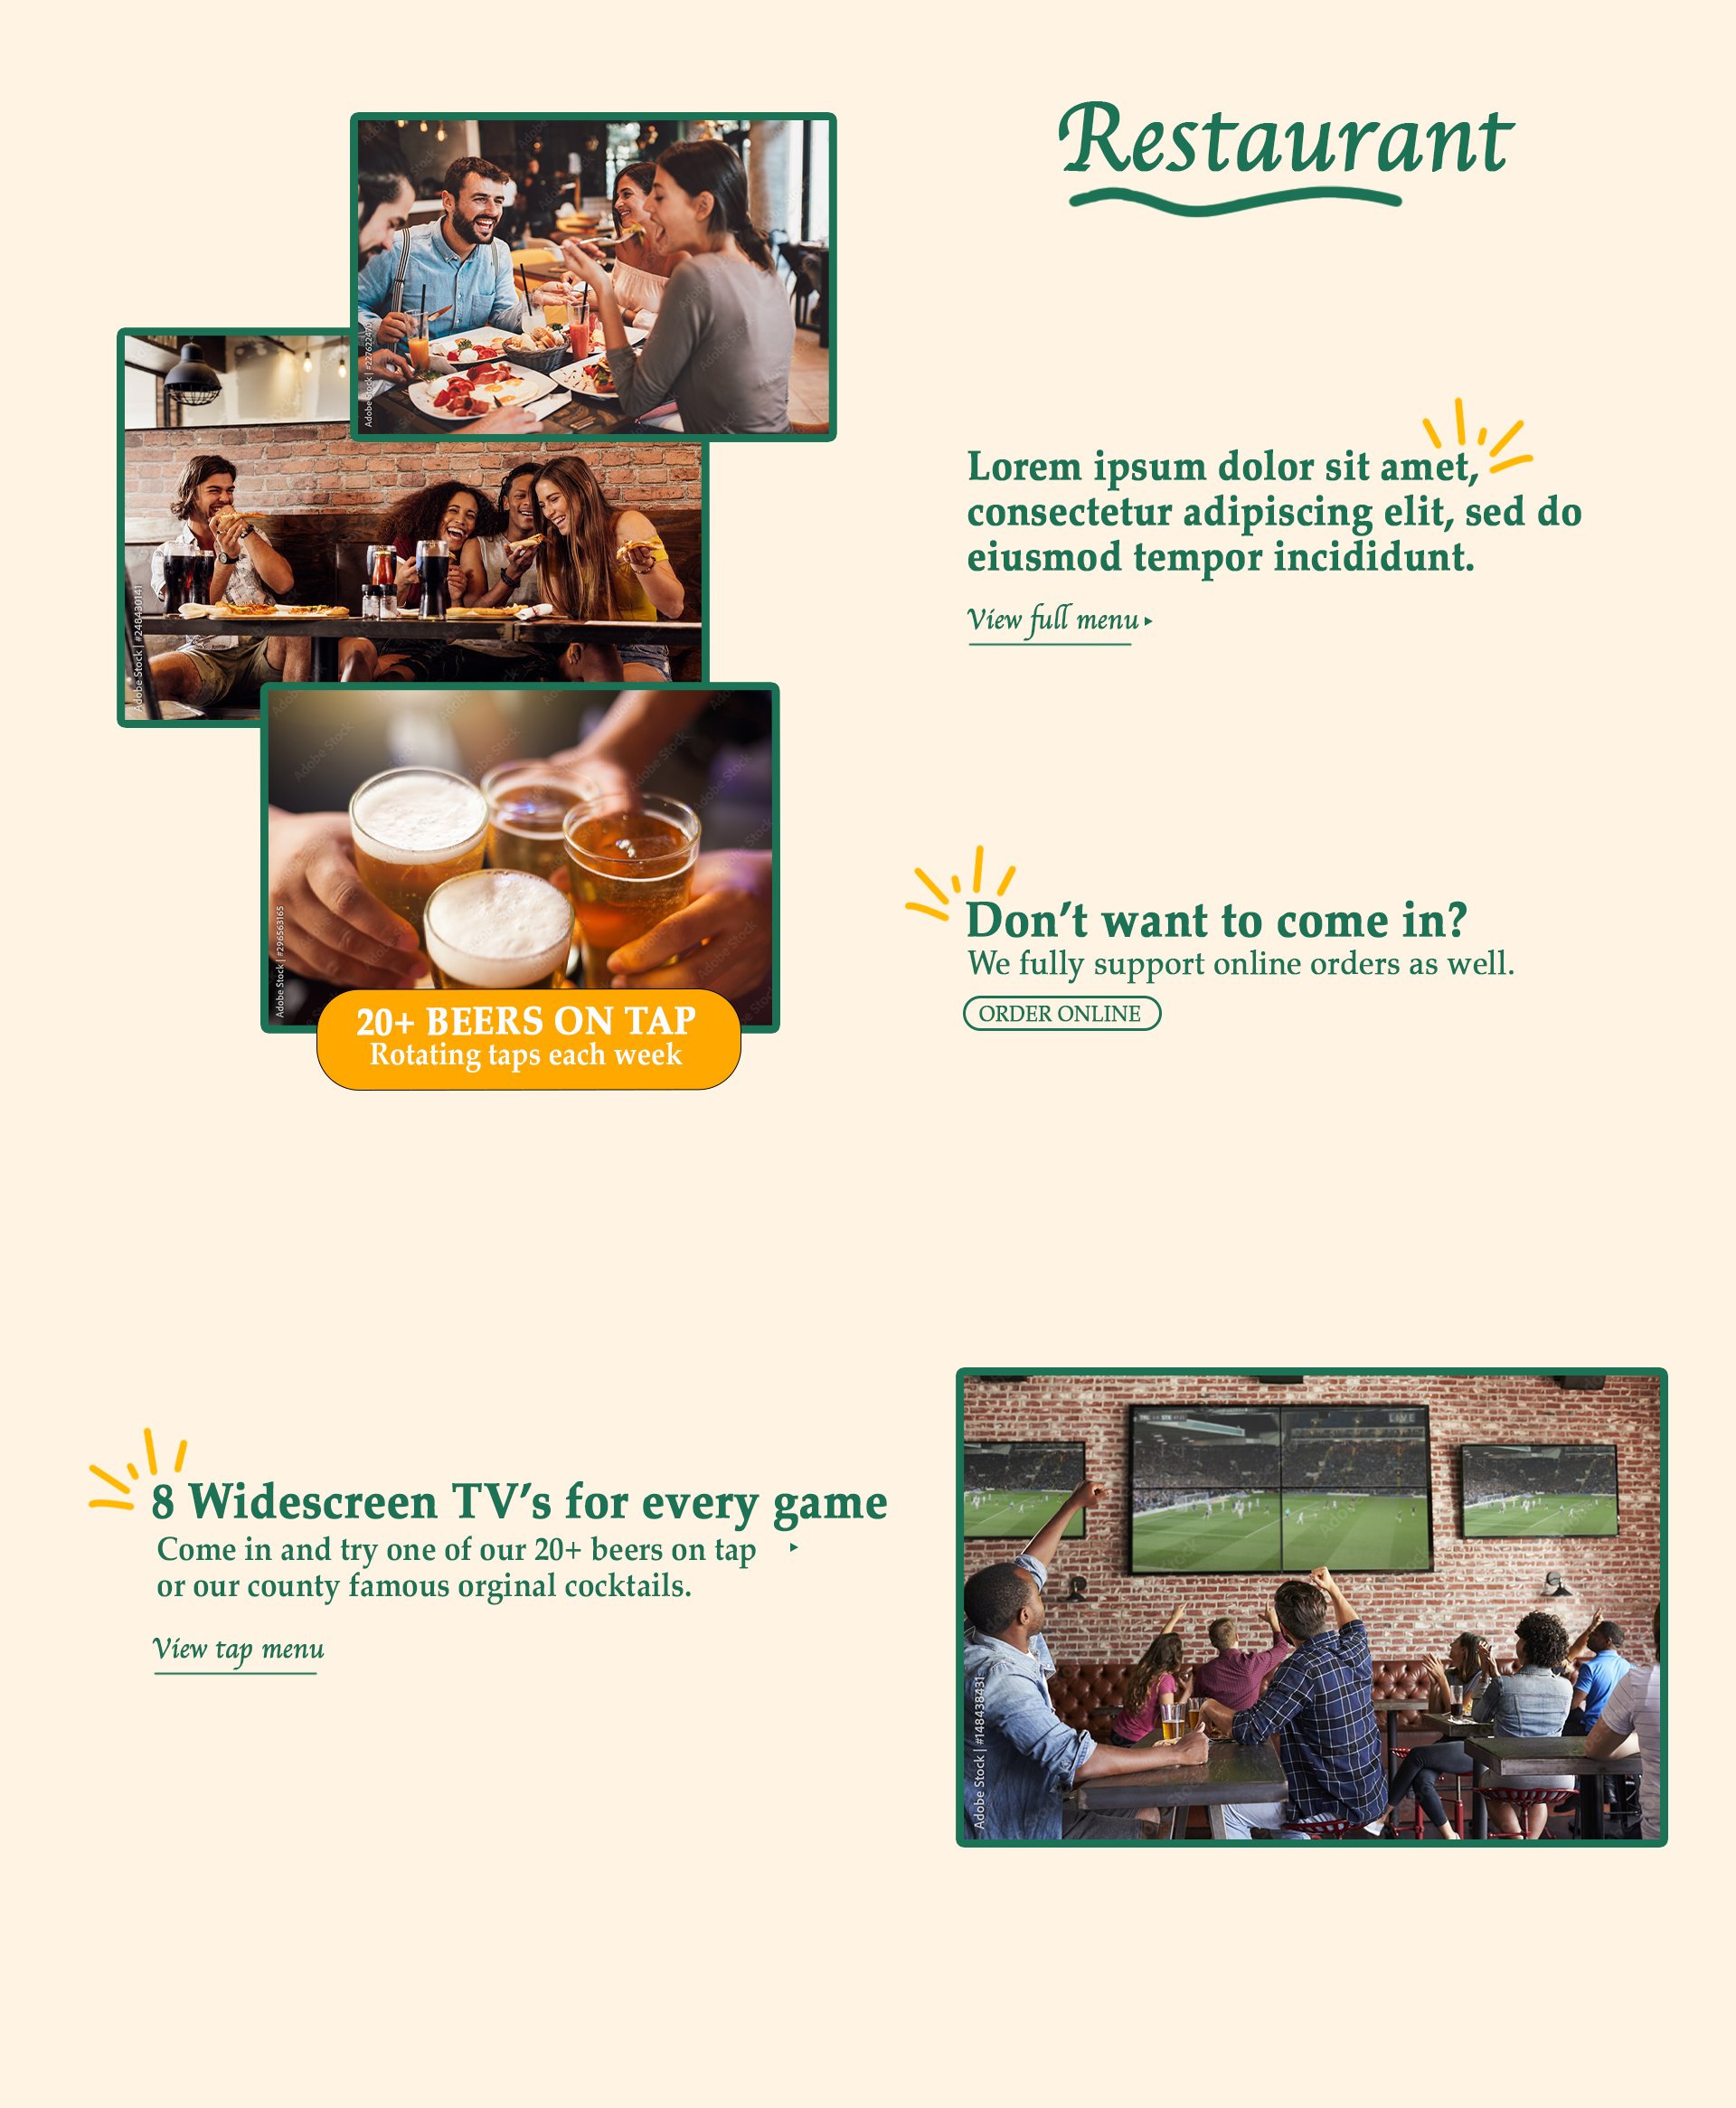 Restaurant
Adobe Stock | #227622470
Lorem ipsum dolor sit amet,
consectetur adipiscing elit, sed do
eiusmod tempor incididunt.
View full menu
Adobe Stock | #248430141
Don't want to come in?
We fully support online orders as well.
ORDER ONLINE
Adobe Stock | #296563165
20+ BEERS ON TAP
Rotating taps each week
8 Widescreen TV's for every game
Come in and try one of our 20+ beers on tap
or our county famous orginal cocktails.
View tap menu
LIVE
Adobe Stock | #148438431